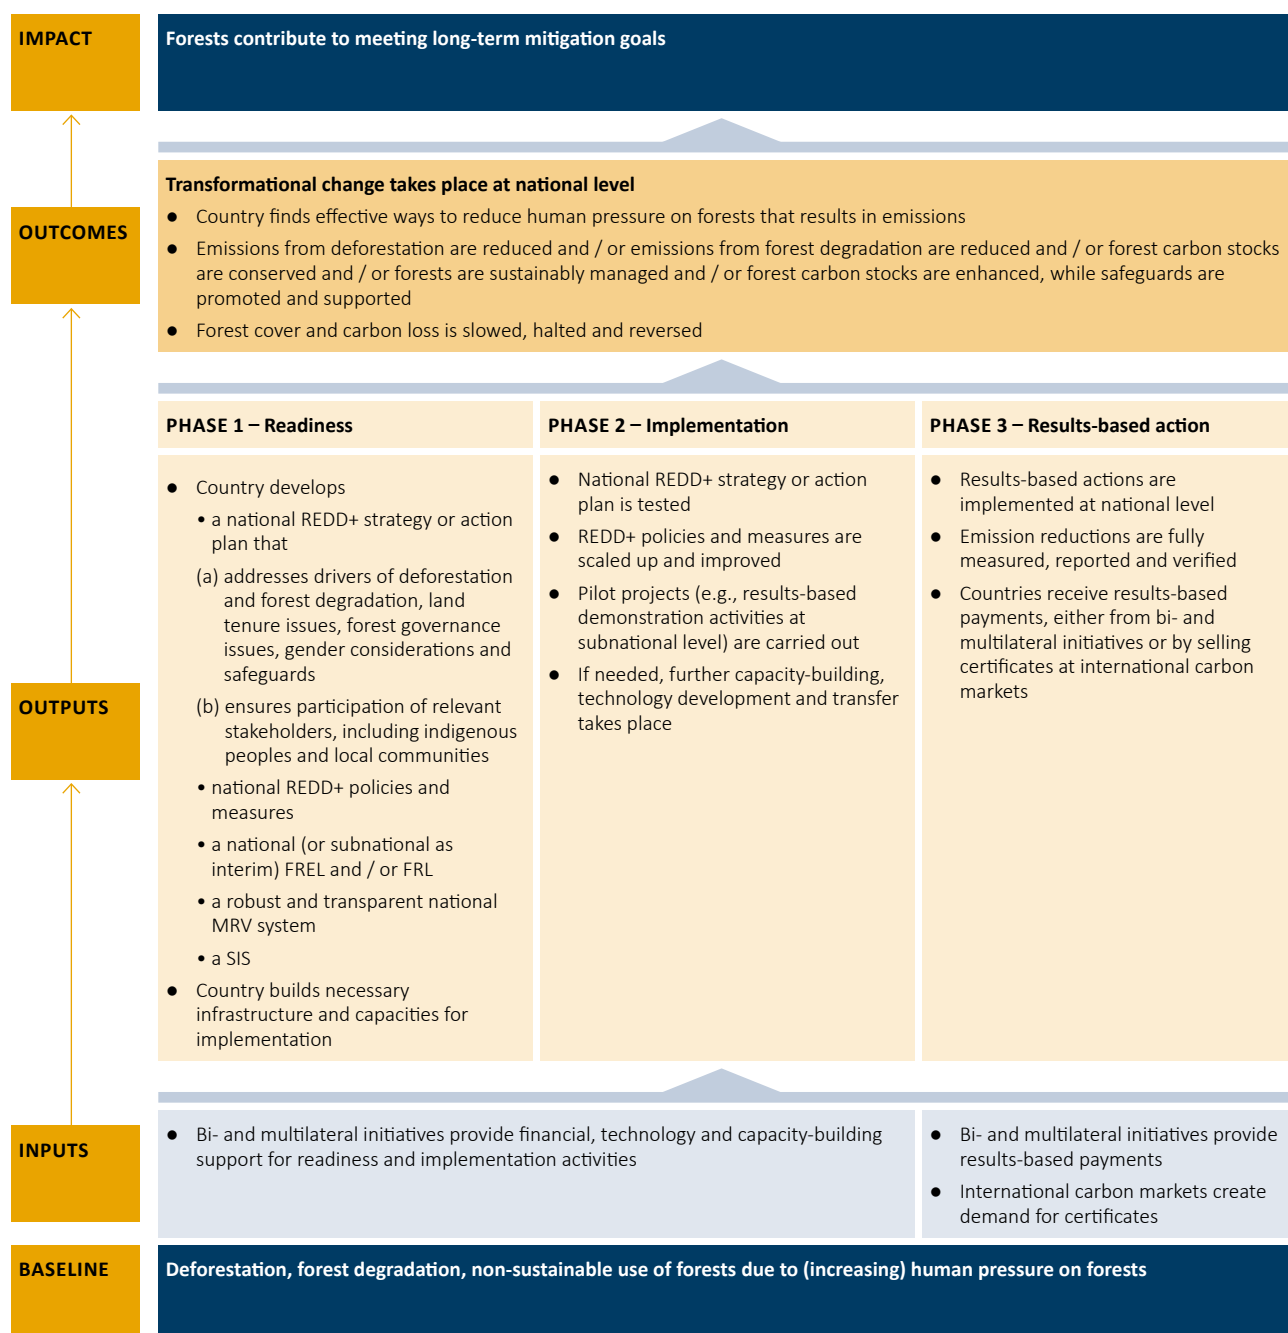 IMPACT
Forests contribute to meeting long-term mitigation goals
OUTCOMES
Transformational change takes place at national level
● Country finds effective ways to reduce human pressure on forests that results in emissions
● Emissions from deforestation are reduced and / or emissions from forest degradation are reduced and / or forest carbon stocks
are conserved and / or forests are sustainably managed and / or forest carbon stocks are enhanced, while safeguards are
promoted and supported
● Forest cover and carbon loss is slowed, halted and reversed
OUTPUTS
PHASE 1 – Readiness
● Country develops
• a national REDD+ strategy or action
plan that
(a) addresses drivers of deforestation
and forest degradation, land
tenure issues, forest governance
issues, gender considerations and
safeguards
(b) ensures participation of relevant
stakeholders, including indigenous
peoples and local communities
• national REDD+ policies and
measures
• a national (or subnational as
interim) FREL and / or FRL
• a robust and transparent national
MRV system
• a SIS
● Country builds necessary
infrastructure and capacities for
implementation
PHASE 2 – Implementation
● National REDD+ strategy or action
plan is tested
● REDD+ policies and measures are
scaled up and improved
● Pilot projects (e.g., results-based
demonstration activities at
subnational level) are carried out
● If needed, further capacity-building,
technology development and transfer
takes place
PHASE 3 – Results-based action
● Results-based actions are
implemented at national level
● Emission reductions are fully
measured, reported and verified
● Countries receive results-based
payments, either from bi- and
multilateral initiatives or by selling
certificates at international carbon
markets
INPUTS
● Bi- and multilateral initiatives provide financial, technology and capacity-building
support for readiness and implementation activities
● Bi- and multilateral initiatives provide
results-based payments
● International carbon markets create
demand for certificates
BASELINE
Deforestation, forest degradation, non-sustainable use of forests due to (increasing) human pressure on forests